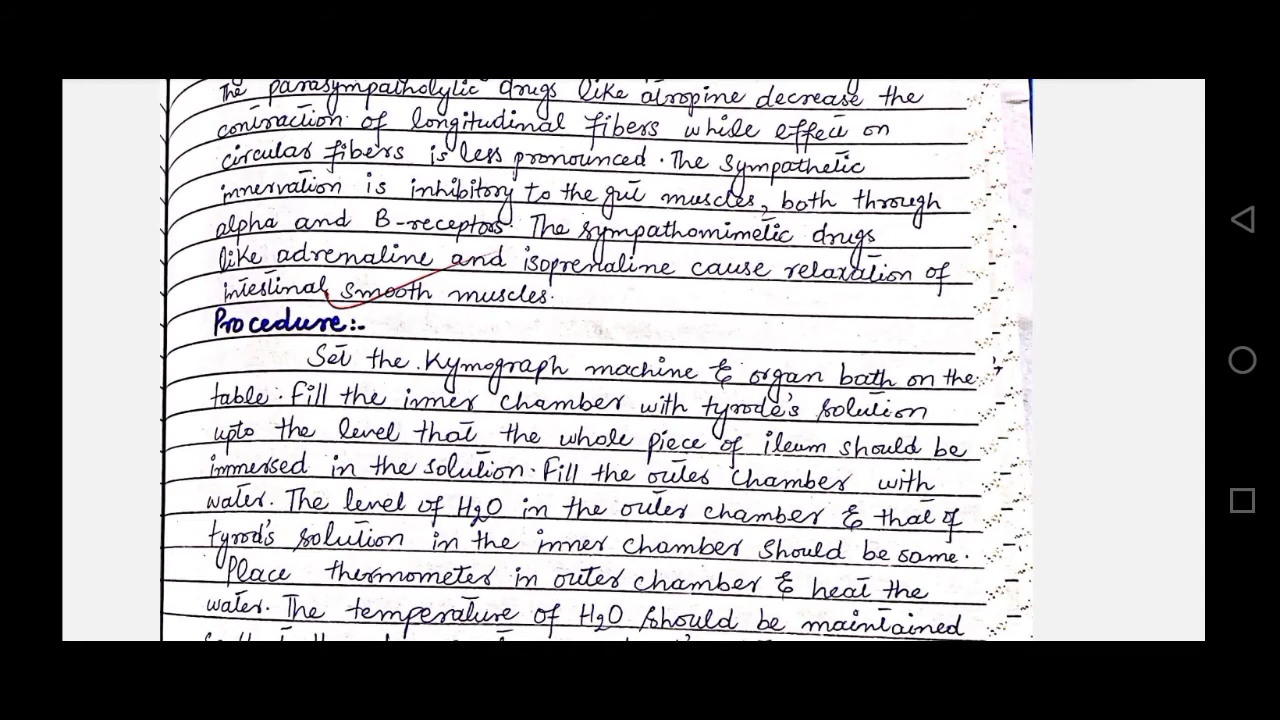 The parasympatholytic drugs like atropine decrease the
contraction of longitudinal fibers while effect on
circular fibers is less pronounced. The sympathetic
innervation is inhibitory to the gut muscles, both through
alpha and B-receptors. The sympathomimetic drugs
like adrenaline and isoprenaline cause relaxation of
intestinal smooth muscles.
Procedure:-
Set the Kymograph machine & organ bath on the
table. Fill the inner chamber with tyrode's solution
upto the level that the whole piece of ileum should be
immersed in the solution. Fill the outer chamber with
water. The level of H2O in the outer chamber & that of
tyrod's solution in the inner chamber should be same.
Place thermometer in outer chamber & heat the
water. The temperature of H2O should be maintained